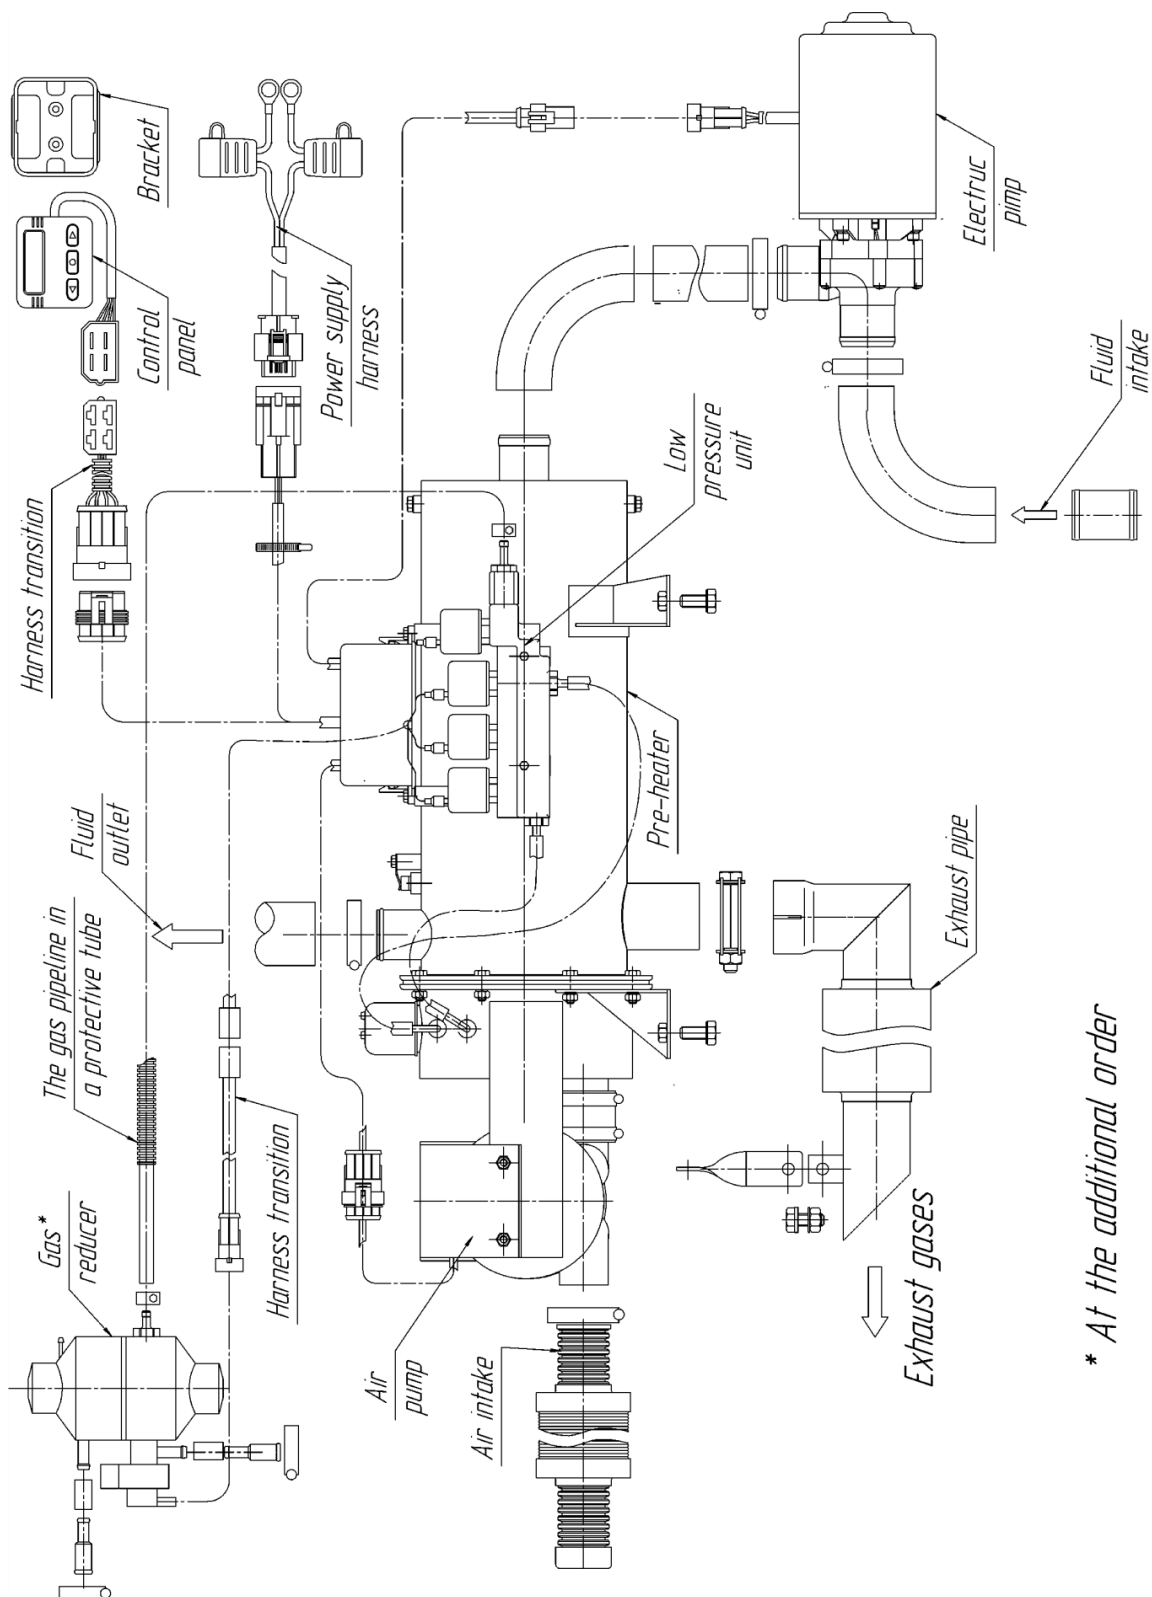 Bracket
Control
panel
Harness transition
Power supply
harness
Electruc
pimp
Fluid
intake
Low
pressure
unit
Pre-heater
Fluid
outlet
The gas pipeline in
a protective tube
Gas*
reducer
Harness transition
Air
pump
Air intake
Exhaust pipe
Exhaust gases
* At the additional order